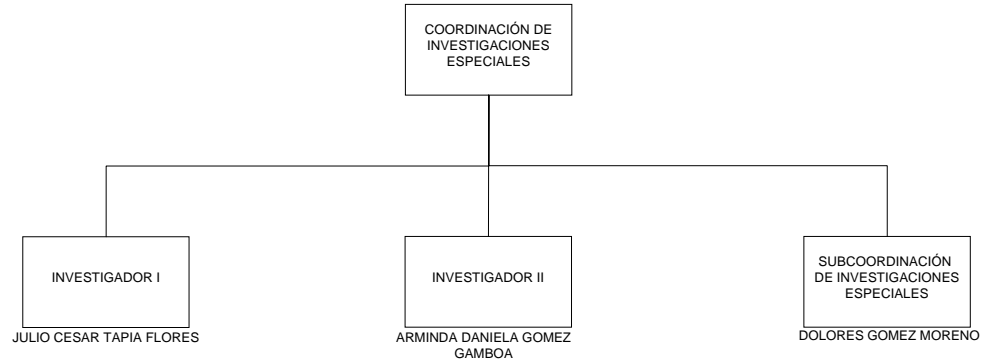 COORDINACIÓN DE
INVESTIGACIONES
ESPECIALES
INVESTIGADOR I
JULIO CESAR TAPIA FLORES
INVESTIGADOR II
ARMINDA DANIELA GOMEZ
GAMBOA
SUBCOORDINACIÓN
DE INVESTIGACIONES
ESPECIALES
DOLORES GOMEZ MORENO